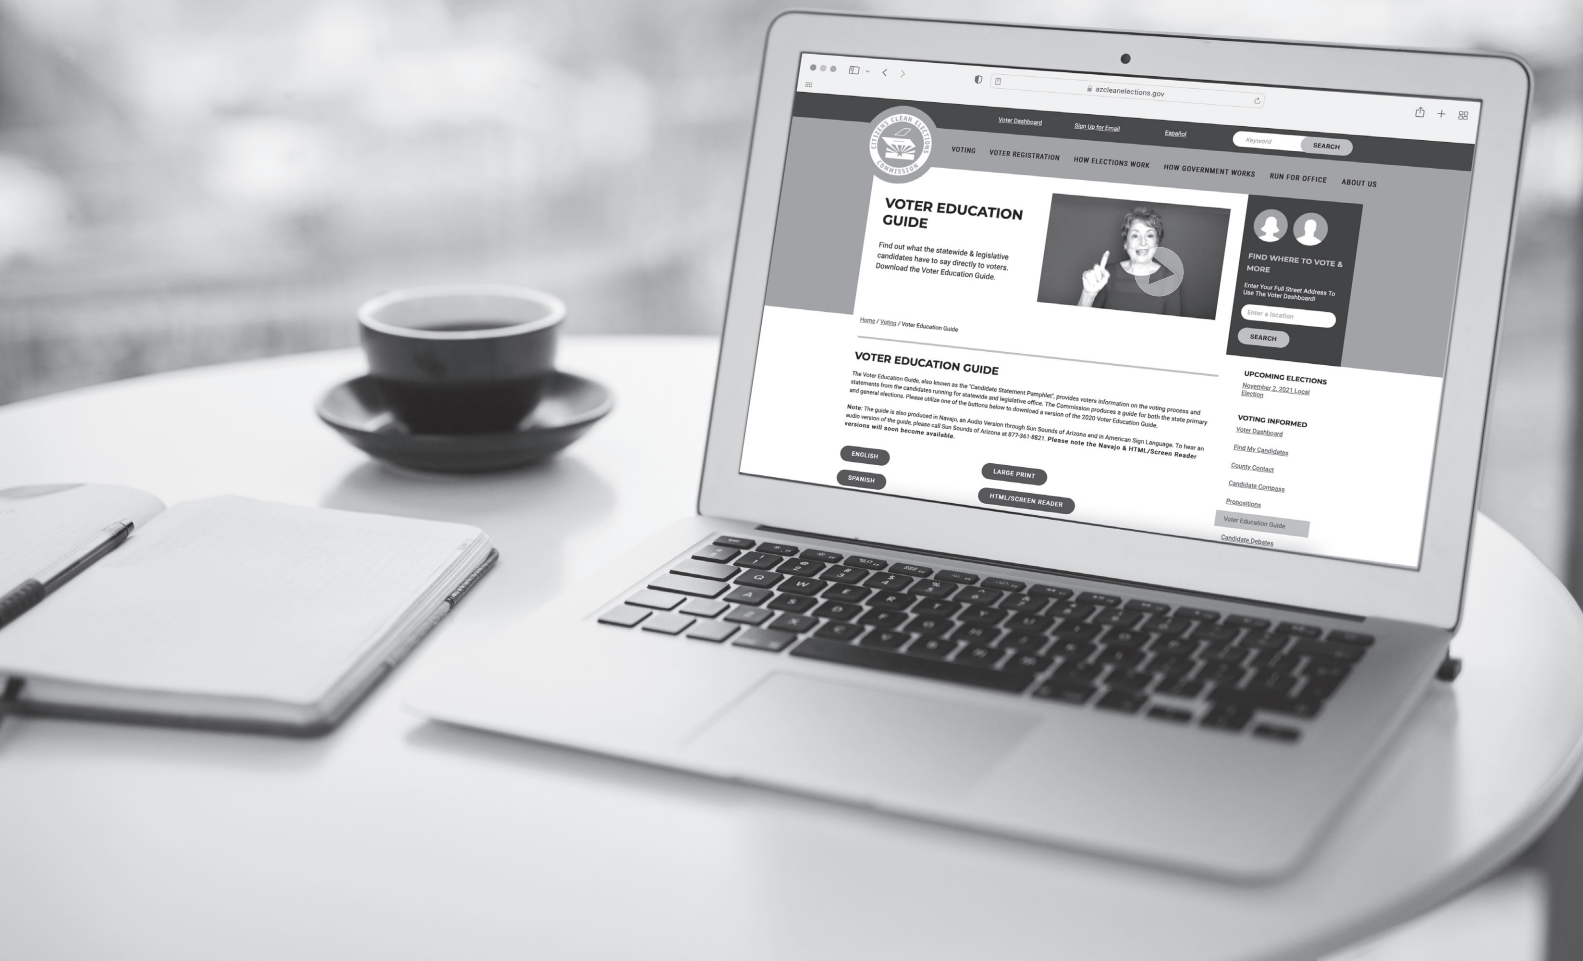 azcleanelections.gov
Voter Dashboard
Sign Up for Email
Español
Keyword
SEARCH
CITIZENS CLEAN ELECTIONS COMMISSION
VOTING
VOTER REGISTRATION
HOW ELECTIONS WORK
HOW GOVERNMENT WORKS
RUN FOR OFFICE
ABOUT US
VOTER EDUCATION
GUIDE
Find out what the statewide & legislative
candidates have to say directly to voters.
Download the Voter Education Guide.
FIND WHERE TO VOTE &
MORE
Enter Your Full Street Address To
Use The Voter Dashboard!
Enter a location
SEARCH
Home / Voting / Voter Education Guide
VOTER EDUCATION GUIDE
The Voter Education Guide, also known as the "Candidate Statement Pamphlet", provides voters information on the voting process and
statements from the candidates running for statewide and legislative office. The Commission produces a guide for both the state primary
and general elections. Please utilize one of the buttons below to download a version of the 2020 Voter Education Guide.
Note: The guide is also produced in Navajo, an Audio Version through Sun Sounds of Arizona and in American Sign Language. To hear an
audio version of the guide, please call Sun Sounds of Arizona at 877-361-8821. Please note the Navajo & HTML/Screen Reader
versions will soon become available.
ENGLISH
LARGE PRINT
SPANISH
HTML/SCREEN READER
UPCOMING ELECTIONS
November 2, 2021 Local
Election
VOTING INFORMED
Voter Dashboard
Find My Candidates
County Contact
Candidate Compass
Propositions
Voter Education Guide
Candidate Debates